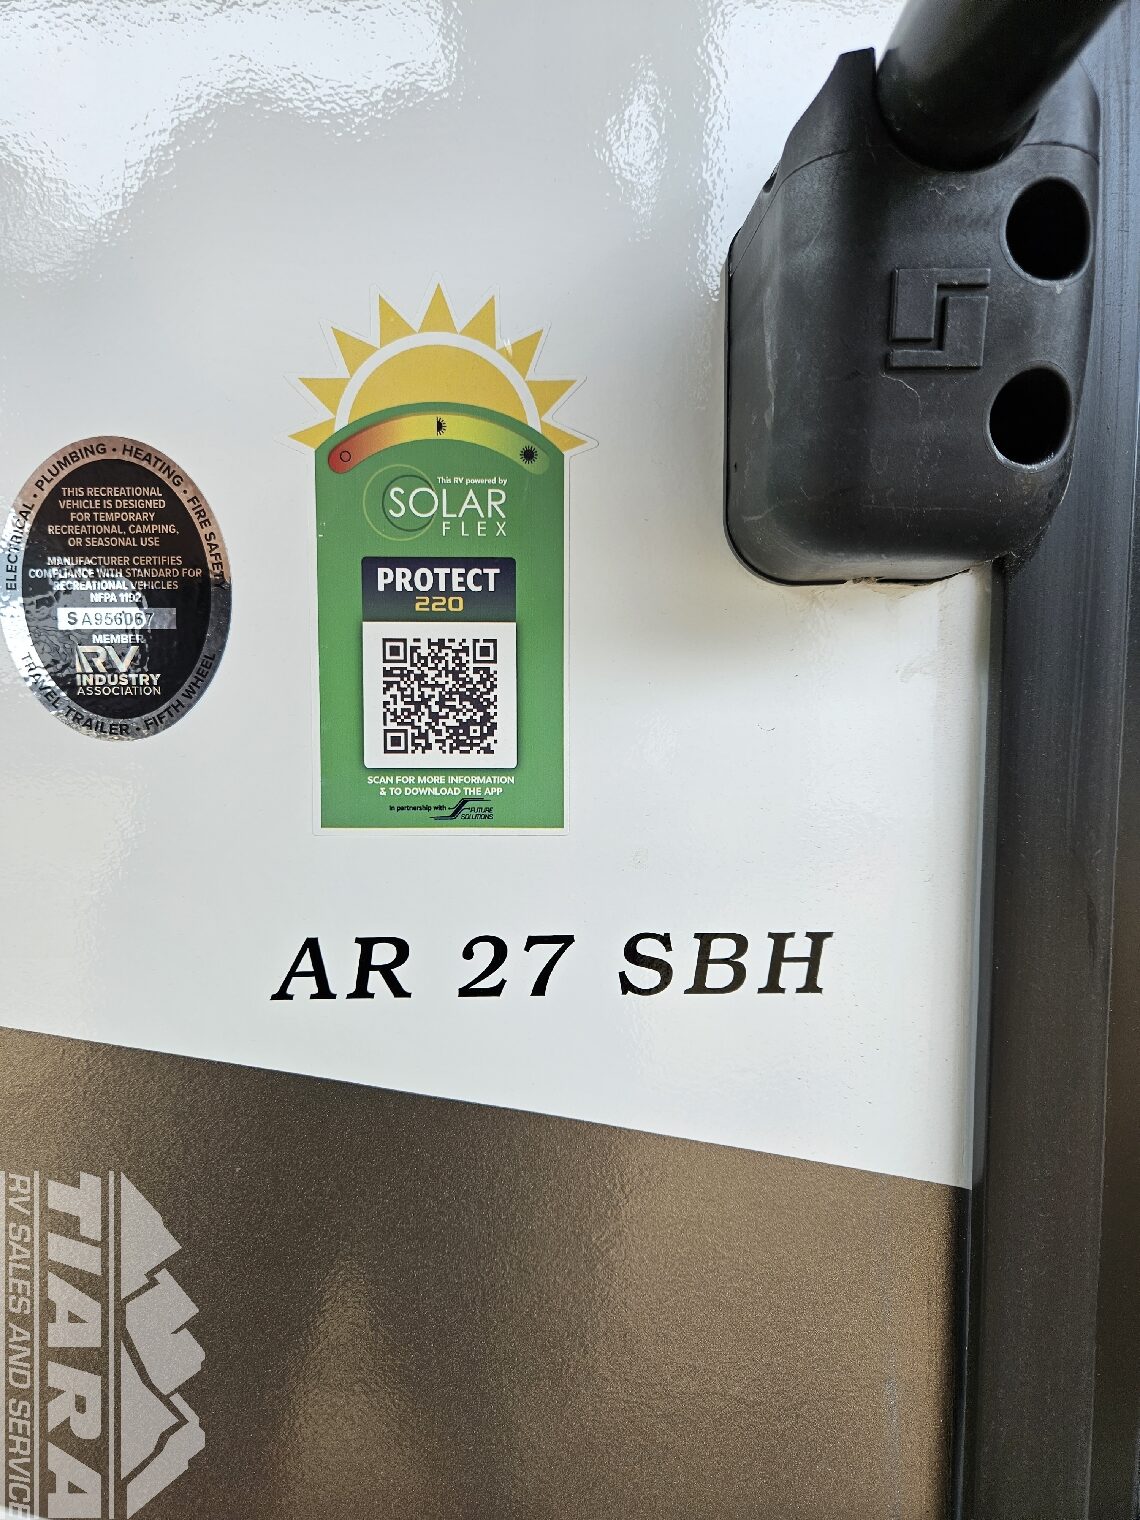 ELECTRICAL • PLUMBING • HEATING • FIRE SAFETY
THIS RECREATIONAL
VEHICLE IS DESIGNED
FOR TEMPORARY
RECREATIONAL, CAMPING,
OR SEASONAL USE
MANUFACTURER CERTIFIES
COMPLIANCE WITH STANDARD FOR
RECREATIONAL VEHICLES
NFPA 1192
SA956067
MEMBER
RV
INDUSTRY
ASSOCIATION
TRAVEL TRAILER • FIFTH WHEEL
This RV powered by
SOLAR
FLEX
PROTECT
220
SCAN FOR MORE INFORMATION
& TO DOWNLOAD THE APP
In partnership with
FUTURE
SOLUTIONS
AR 27 SBH
TIARA
RV SALES AND SERVICE